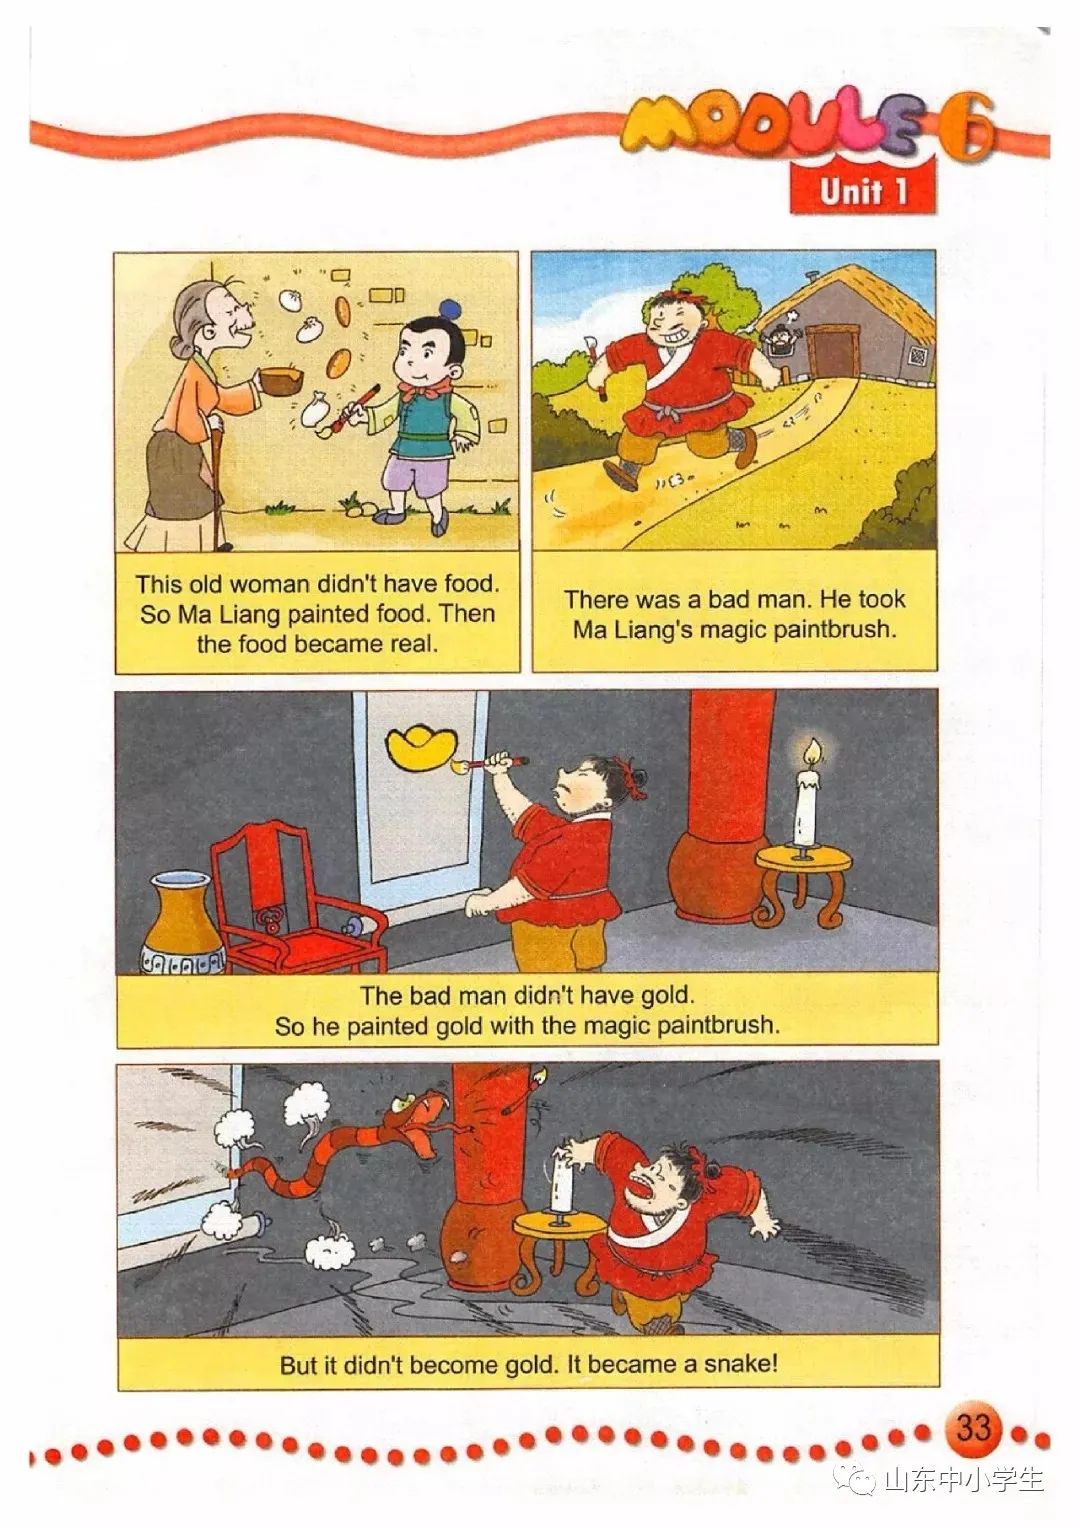 MODULE 6
Unit 1
This old woman didn't have food.
So Ma Liang painted food. Then
the food became real.
There was a bad man. He took
Ma Liang's magic paintbrush.
The bad man didn't have gold.
So he painted gold with the magic paintbrush.
But it didn't become gold. It became a snake!
33
山东中小学生